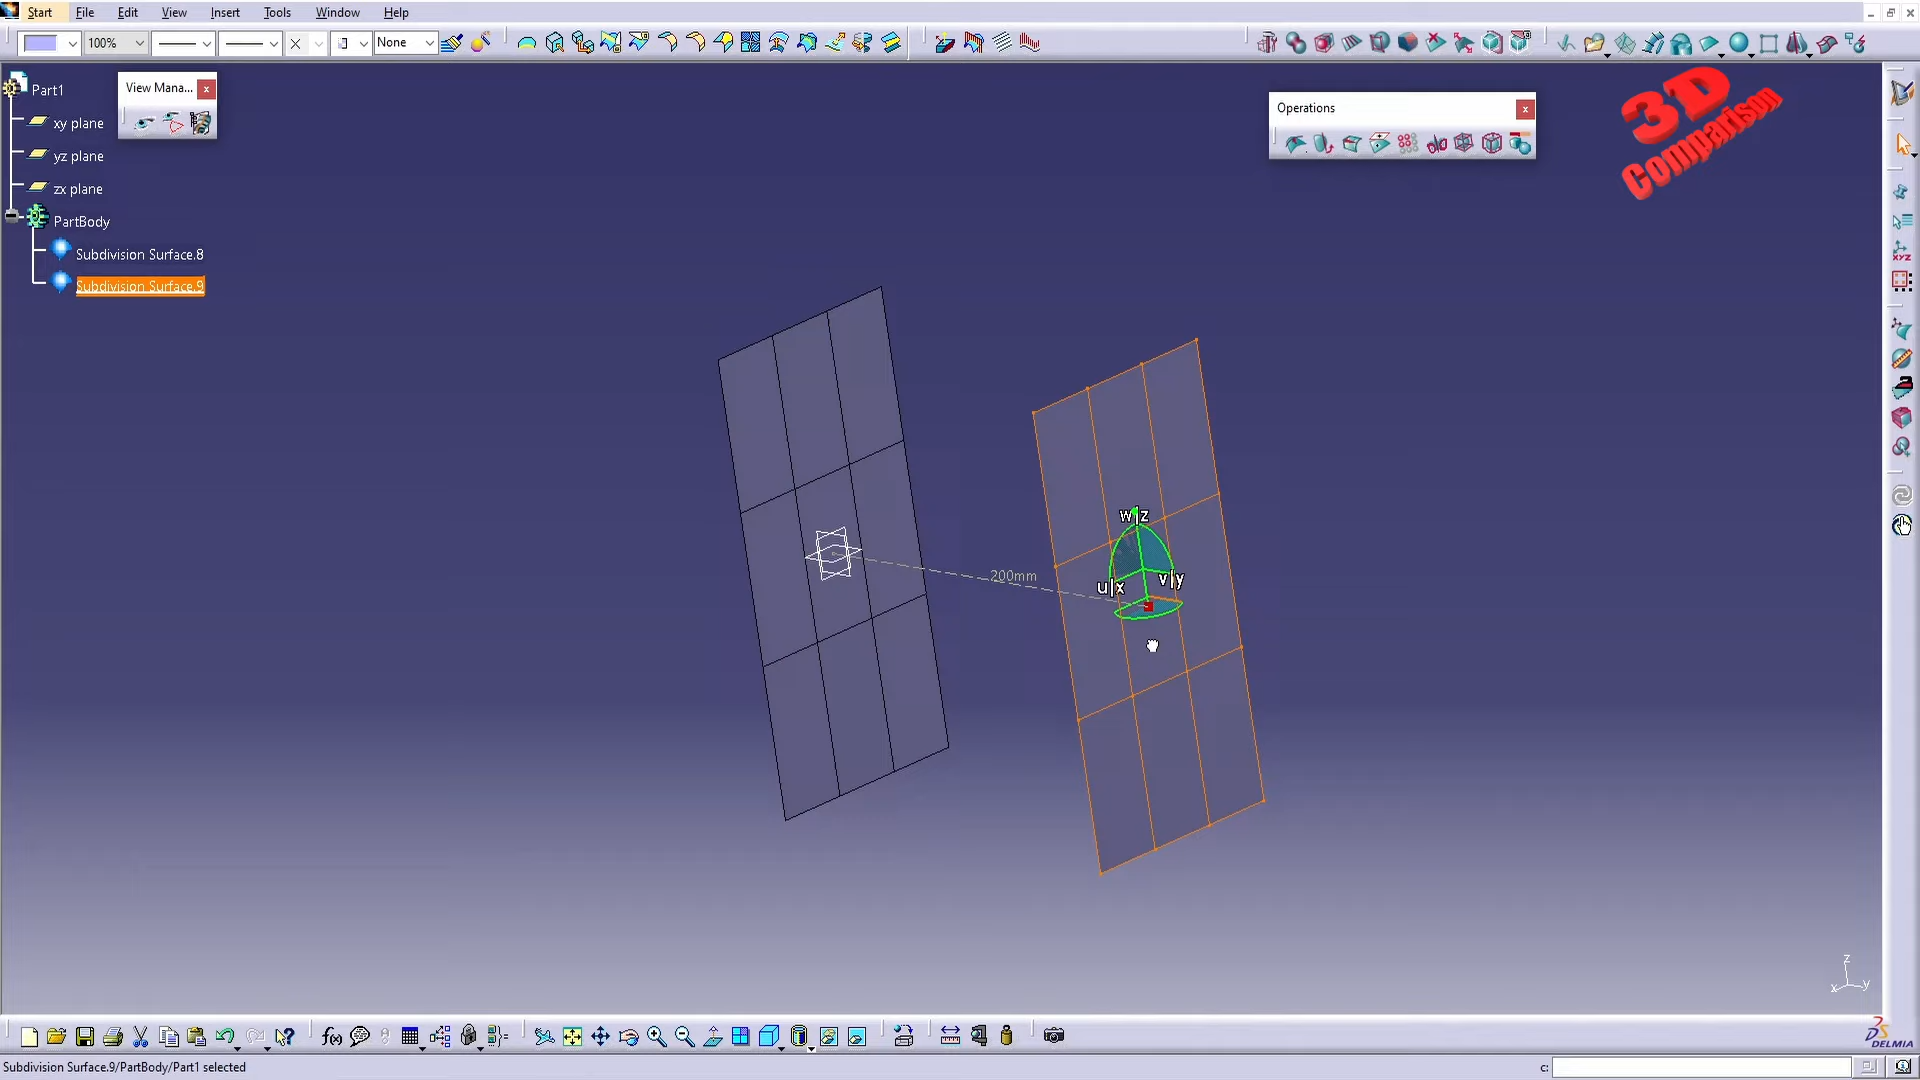 Start File Edit View Insert Tools Window Help
100% None
Part1
xy plane
yz plane
zx plane
PartBody
Subdivision Surface.8
Subdivision Surface.9
View Mana...
Operations
3D
Comparison
XYZ
200mm
w|z
u|x
v|y
z
x y
f(x)
DELMIA
Subdivision Surface.9/PartBody/Part1 selected
c: